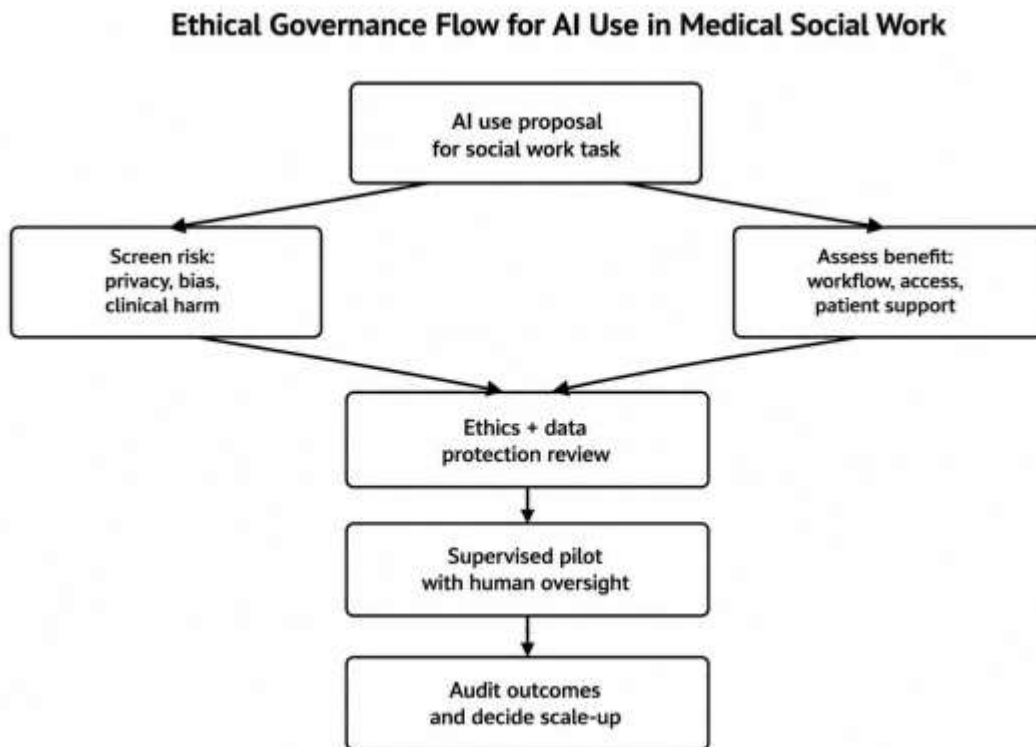 Ethical Governance Flow for AI Use in Medical Social Work
AI use proposal
for social work task
Screen risk:
privacy, bias,
clinical harm
Assess benefit:
workflow, access,
patient support
Ethics + data
protection review
Supervised pilot
with human oversight
Audit outcomes
and decide scale-up